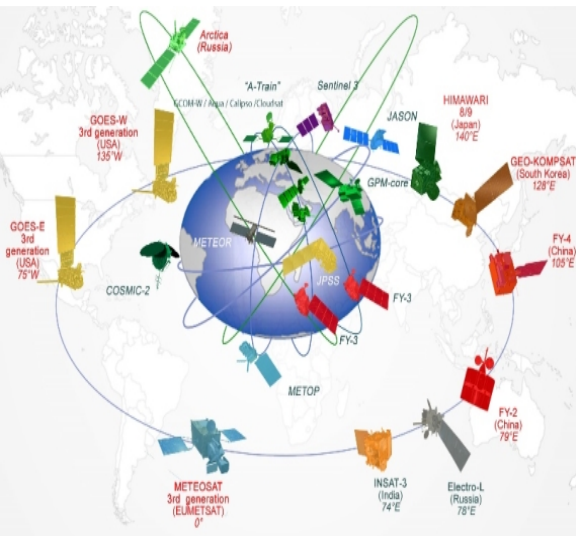 Arctica
(Russia)
"A-Train"
GCOM-W / Aqua / Calipso /Cloudsat
Sentinel 3
JASON
HIMAWARI
8/9
(Japan)
140°E
GOES-W
3rd generation
(USA)
135°W
GEO-KOMPSAT
(South Korea)
128°E
GPM-core
GOES-E
3rd
generation
(USA)
75°W
METEOR
FY-4
(China)
105°E
COSMIC-2
JPSS
FY-3
FY-3
METOP
FY-2
(China)
79°E
METEOSAT
3rd generation
(EUMETSAT)
0°
INSAT-3
(India)
74°E
Electro-L
(Russia)
78°E